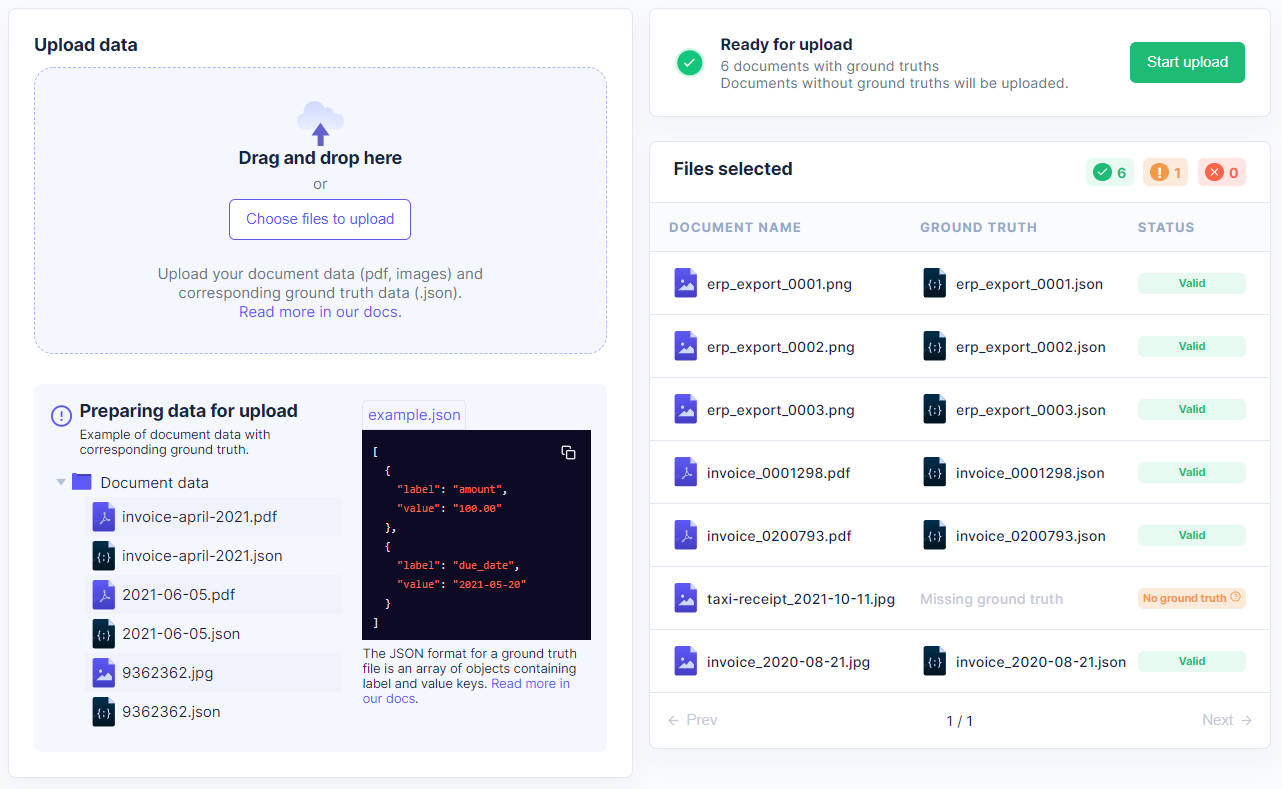 Upload data
Drag and drop here
or
Choose files to upload
Upload your document data (pdf, images) and
corresponding ground truth data (.json).
Read more in our docs.
Preparing data for upload
Example of document data with
corresponding ground truth.
Document data
invoice-april-2021.pdf
invoice-april-2021.json
2021-06-05.pdf
2021-06-05.json
9362362.jpg
9362362.json
example.json
[
{
"label": "amount",
"value": "100.00"
},
{
"label": "due_date",
"value": "2021-05-20"
}
]
The JSON format for a ground truth
file is an array of objects containing
label and value keys. Read more in
our docs.
Ready for upload
6 documents with ground truths
Documents without ground truths will be uploaded.
Start upload
Files selected
6 1 0
DOCUMENT NAME GROUND TRUTH STATUS
erp_export_0001.png erp_export_0001.json Valid
erp_export_0002.png erp_export_0002.json Valid
erp_export_0003.png erp_export_0003.json Valid
invoice_0001298.pdf invoice_0001298.json Valid
invoice_0200793.pdf invoice_0200793.json Valid
taxi-receipt_2021-10-11.jpg Missing ground truth No ground truth
invoice_2020-08-21.jpg invoice_2020-08-21.json Valid
← Prev 1 / 1 Next →